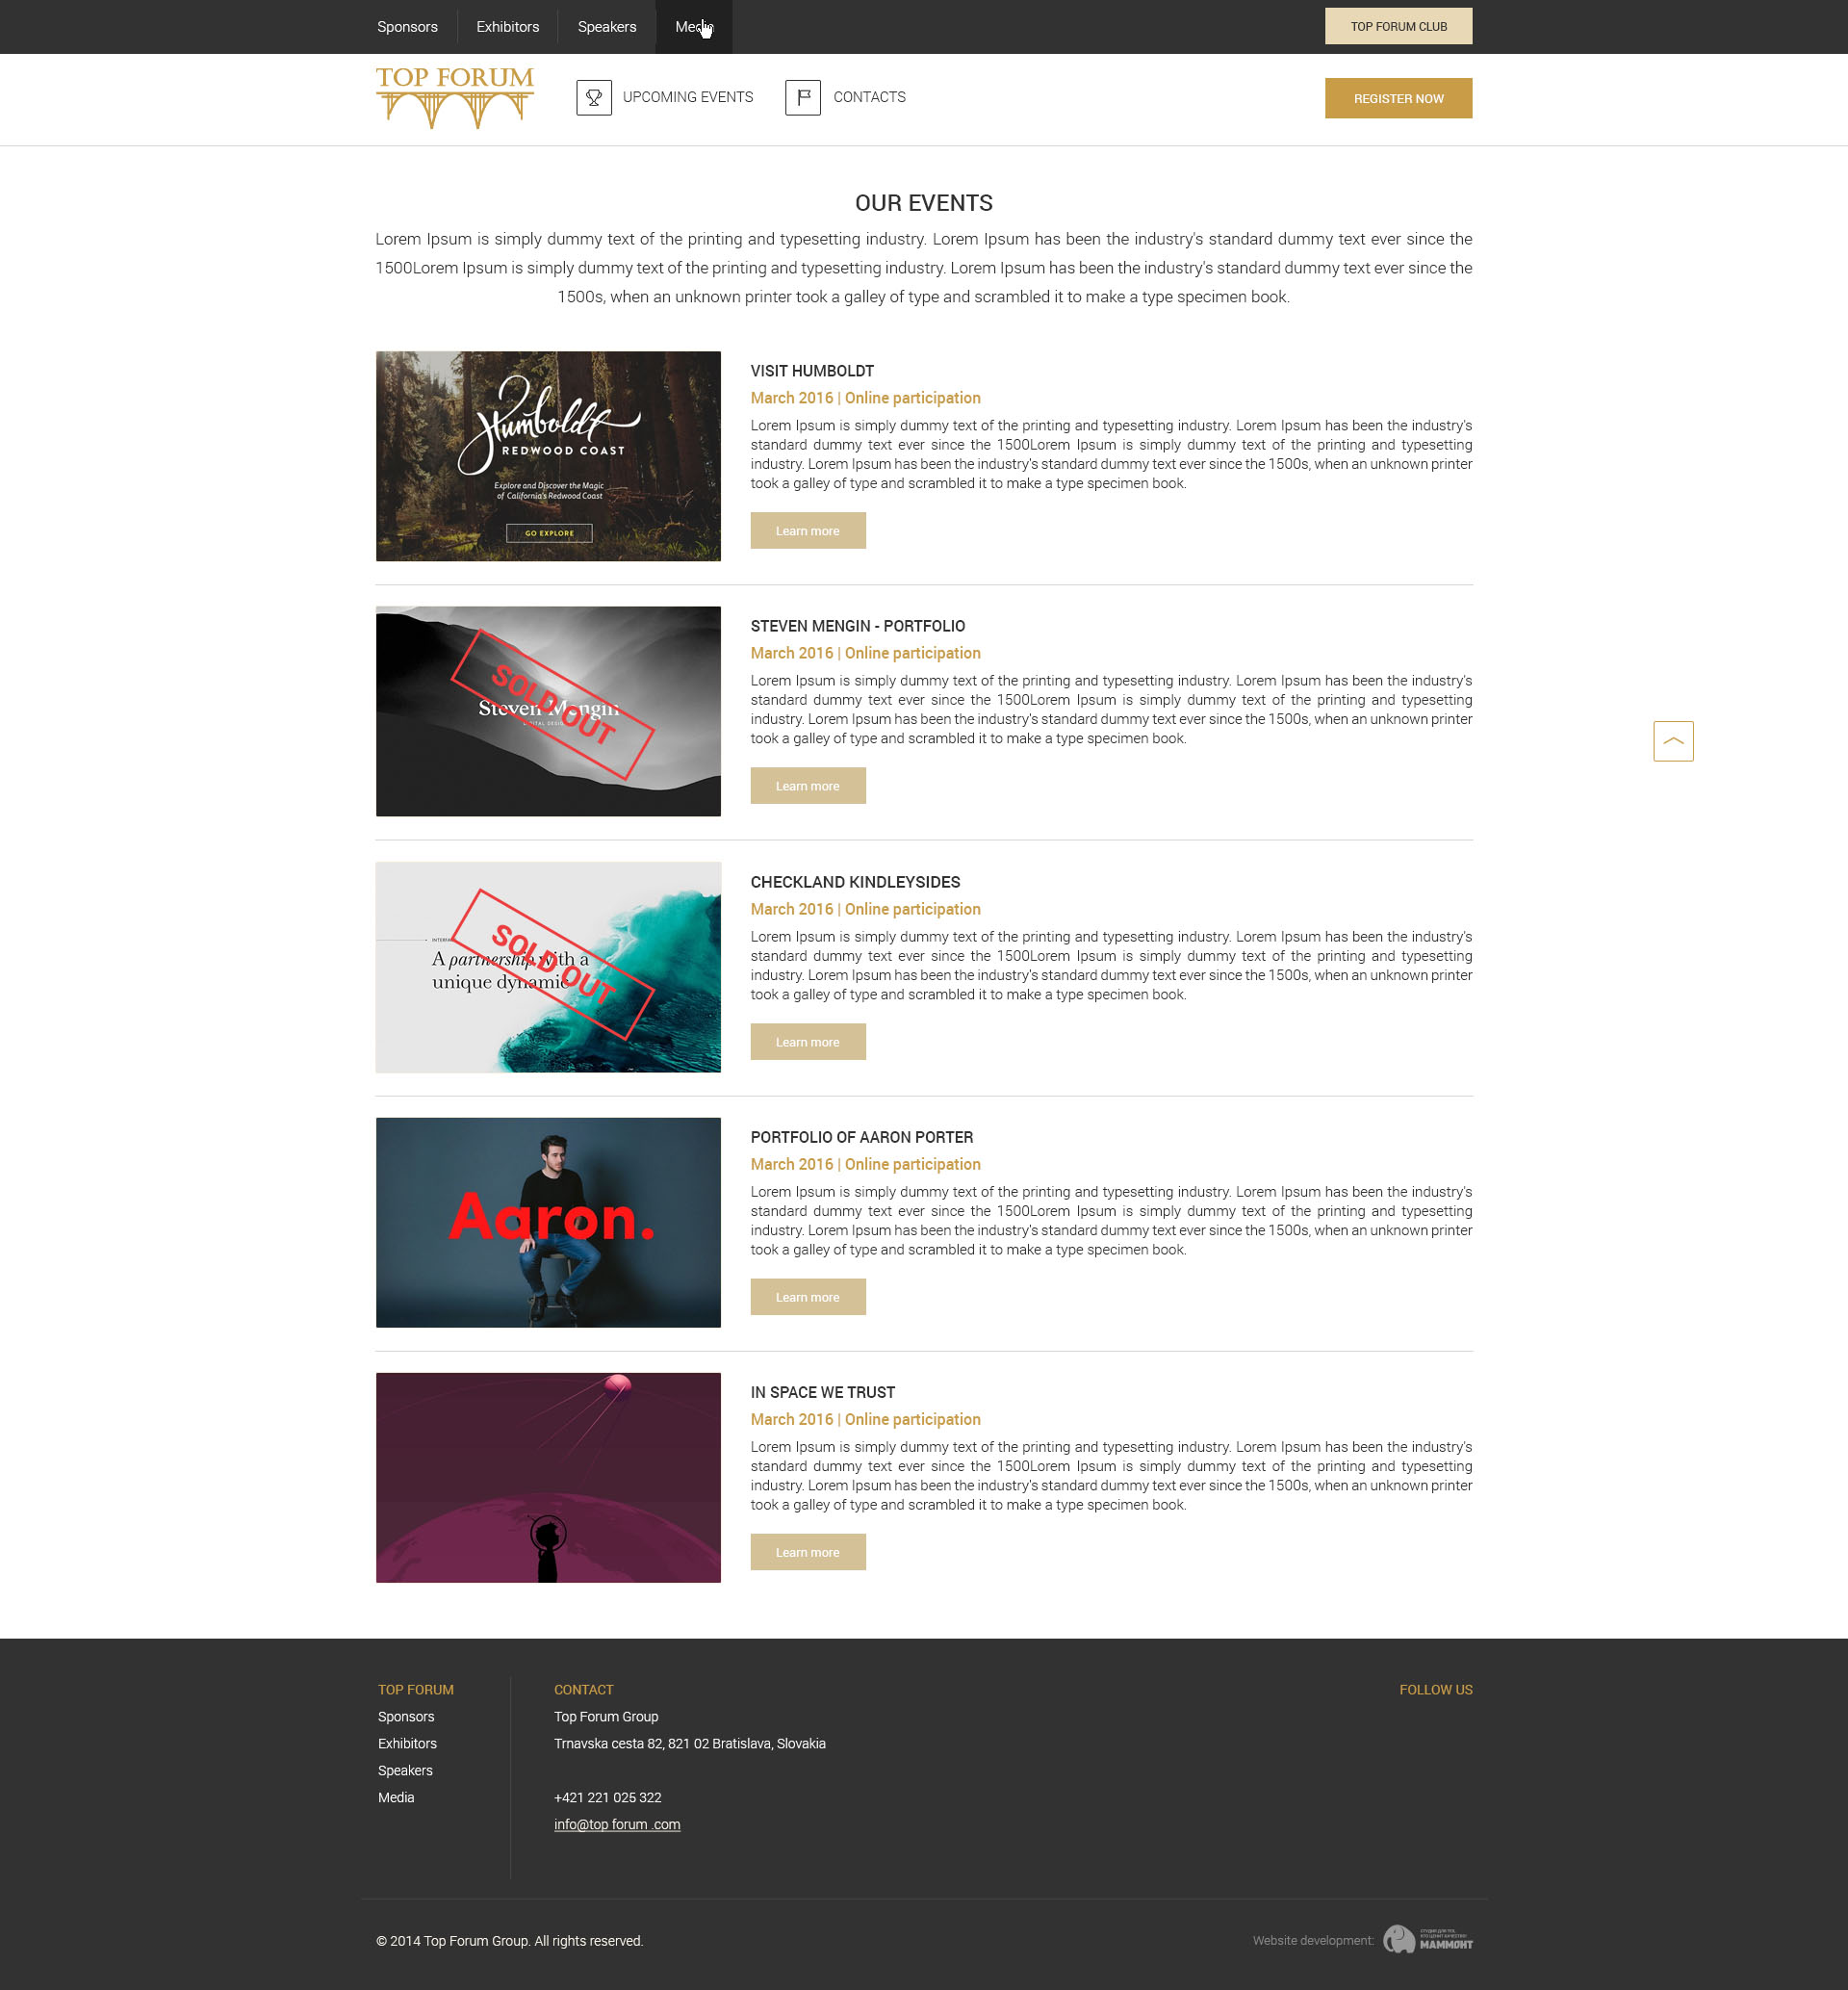 Sponsors
Exhibitors
Speakers
Media
TOP FORUM CLUB
TOP FORUM
UPCOMING EVENTS
CONTACTS
REGISTER NOW
OUR EVENTS
Lorem Ipsum is simply dummy text of the printing and typesetting industry. Lorem Ipsum has been the industry's standard dummy text ever since the
1500Lorem Ipsum is simply dummy text of the printing and typesetting industry. Lorem Ipsum has been the industry's standard dummy text ever since the
1500s, when an unknown printer took a galley of type and scrambled it to make a type specimen book.
Humboldt
REDWOOD COAST
Explore and Discover the Magic
of California's Redwood Coast
GO EXPLORE
VISIT HUMBOLDT
March 2016 | Online participation
Lorem Ipsum is simply dummy text of the printing and typesetting industry. Lorem Ipsum has been the industry's
standard dummy text ever since the 1500Lorem Ipsum is simply dummy text of the printing and typesetting
industry. Lorem Ipsum has been the industry's standard dummy text ever since the 1500s, when an unknown printer
took a galley of type and scrambled it to make a type specimen book.
Learn more
Steven Mengin
SOLD OUT
STEVEN MENGIN - PORTFOLIO
March 2016 | Online participation
Lorem Ipsum is simply dummy text of the printing and typesetting industry. Lorem Ipsum has been the industry's
standard dummy text ever since the 1500Lorem Ipsum is simply dummy text of the printing and typesetting
industry. Lorem Ipsum has been the industry's standard dummy text ever since the 1500s, when an unknown printer
took a galley of type and scrambled it to make a type specimen book.
Learn more
A partnership with a
unique dynamic
SOLD OUT
CHECKLAND KINDLEYSIDES
March 2016 | Online participation
Lorem Ipsum is simply dummy text of the printing and typesetting industry. Lorem Ipsum has been the industry's
standard dummy text ever since the 1500Lorem Ipsum is simply dummy text of the printing and typesetting
industry. Lorem Ipsum has been the industry's standard dummy text ever since the 1500s, when an unknown printer
took a galley of type and scrambled it to make a type specimen book.
Learn more
Aaron.
PORTFOLIO OF AARON PORTER
March 2016 | Online participation
Lorem Ipsum is simply dummy text of the printing and typesetting industry. Lorem Ipsum has been the industry's
standard dummy text ever since the 1500Lorem Ipsum is simply dummy text of the printing and typesetting
industry. Lorem Ipsum has been the industry's standard dummy text ever since the 1500s, when an unknown printer
took a galley of type and scrambled it to make a type specimen book.
Learn more
IN SPACE WE TRUST
March 2016 | Online participation
Lorem Ipsum is simply dummy text of the printing and typesetting industry. Lorem Ipsum has been the industry's
standard dummy text ever since the 1500Lorem Ipsum is simply dummy text of the printing and typesetting
industry. Lorem Ipsum has been the industry's standard dummy text ever since the 1500s, when an unknown printer
took a galley of type and scrambled it to make a type specimen book.
Learn more
TOP FORUM
Sponsors
Exhibitors
Speakers
Media
CONTACT
Top Forum Group
Trnavska cesta 82, 821 02 Bratislava, Slovakia
+421 221 025 322
info@top forum .com
FOLLOW US
© 2014 Top Forum Group. All rights reserved.
Website development:
МАММОНТ